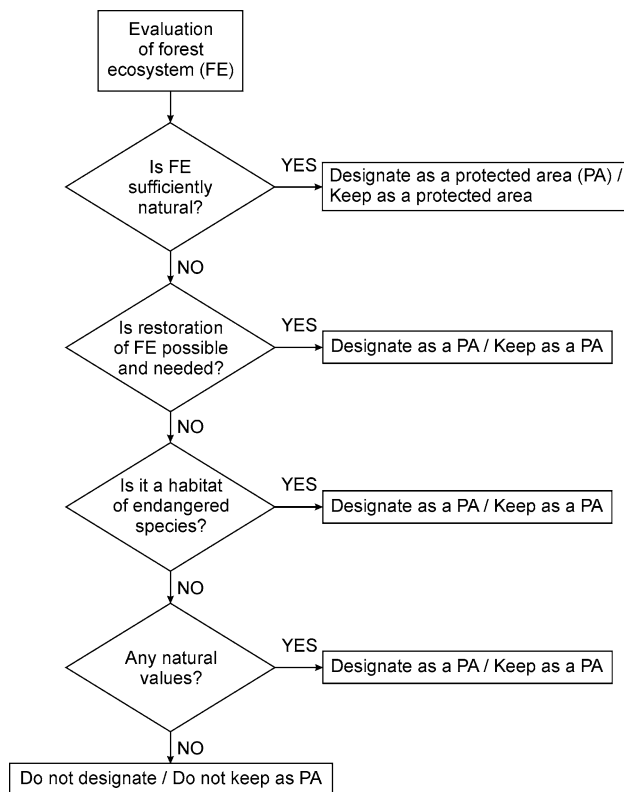 Evaluation
of forest
ecosystem (FE)
Is FE
sufficiently
natural?
YES
Designate as a protected area (PA) /
Keep as a protected area
NO
Is restoration
of FE possible
and needed?
YES
Designate as a PA / Keep as a PA
NO
Is it a habitat
of endangered
species?
YES
Designate as a PA / Keep as a PA
NO
Any natural
values?
YES
Designate as a PA / Keep as a PA
NO
Do not designate / Do not keep as PA